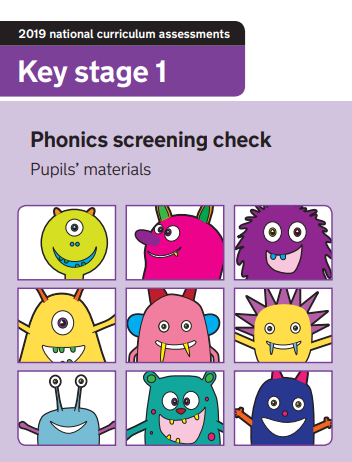 2019 national curriculum assessments
Key stage 1
Phonics screening check
Pupils’ materials